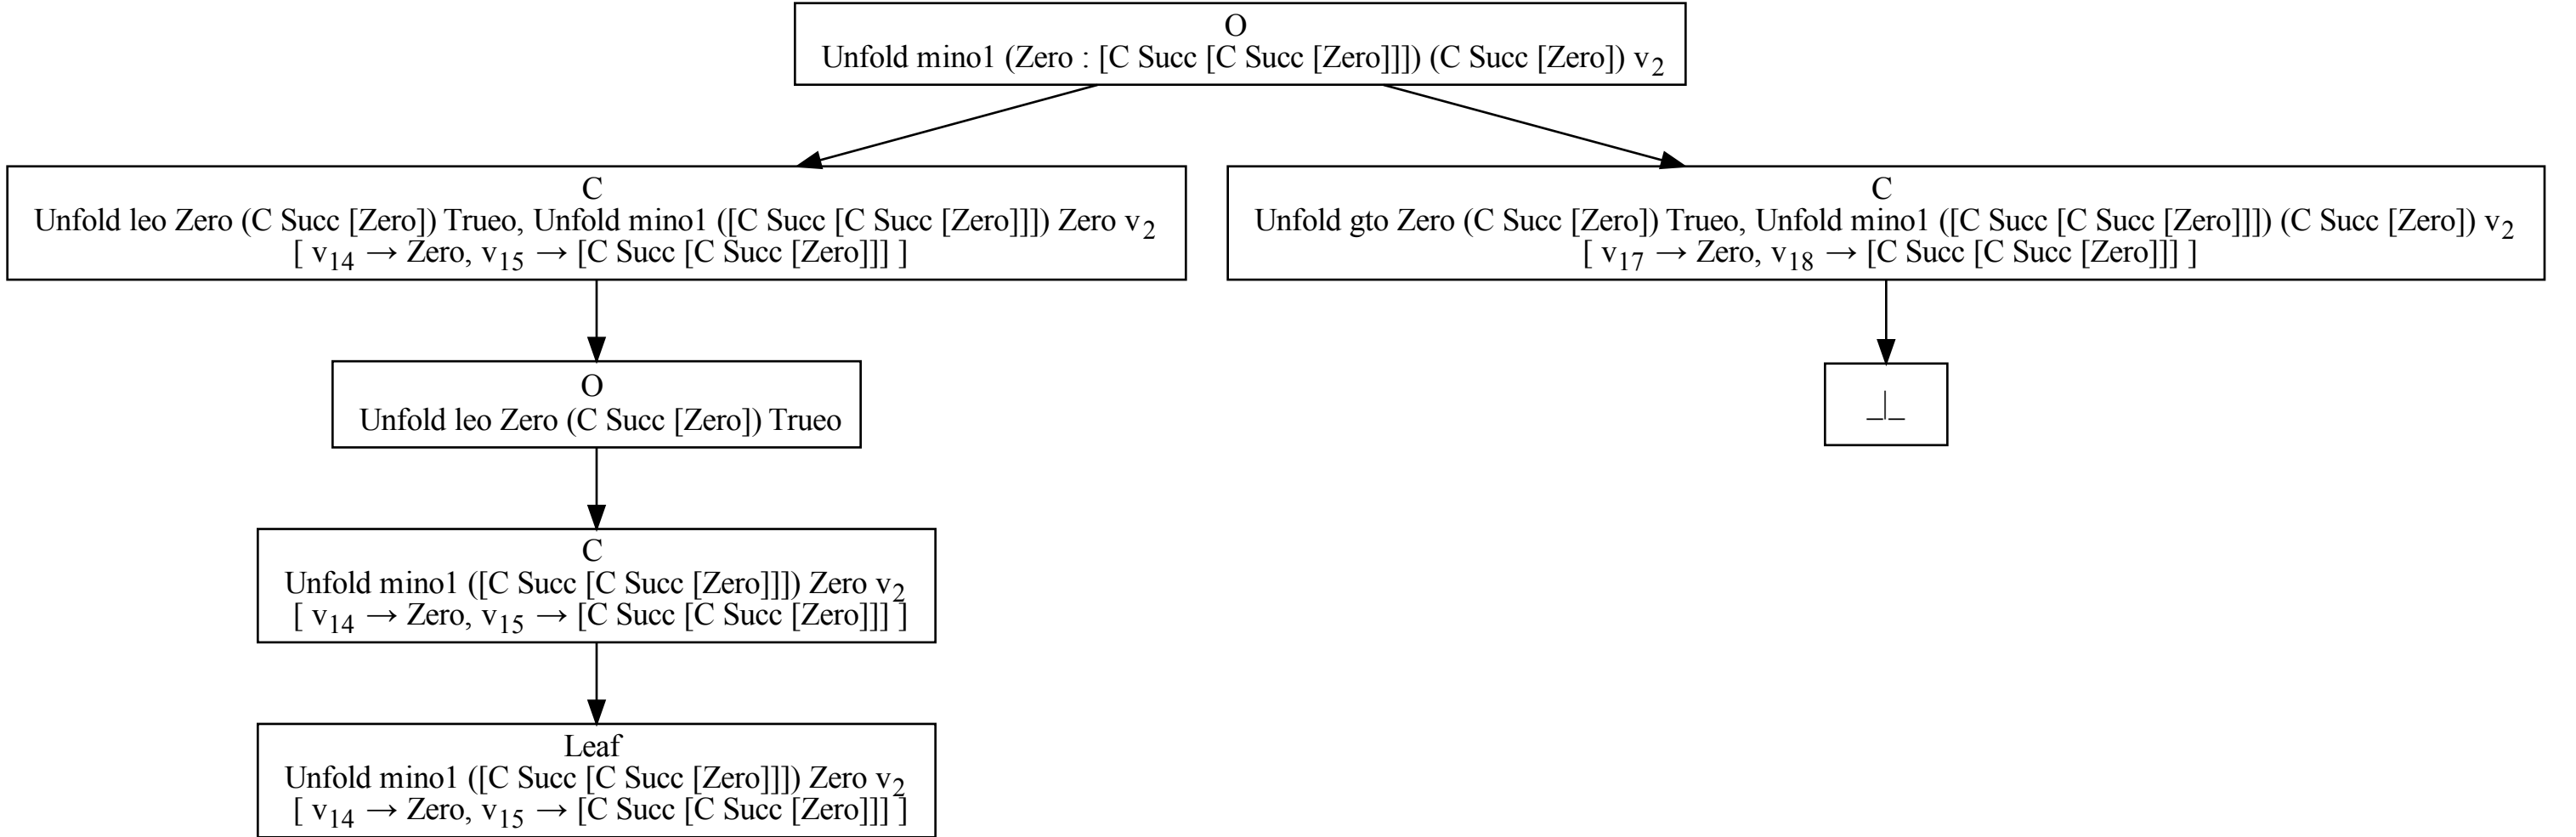 O
Unfold mino1 (Zero : [C Succ [C Succ [Zero]]]) (C Succ [Zero]) v2
C
Unfold leo Zero (C Succ [Zero]) Trueo, Unfold mino1 ([C Succ [C Succ [Zero]]]) Zero v2
[ v14 → Zero, v15 → [C Succ [C Succ [Zero]]] ]
C
Unfold gto Zero (C Succ [Zero]) Trueo, Unfold mino1 ([C Succ [C Succ [Zero]]]) (C Succ [Zero]) v2
[ v17 → Zero, v18 → [C Succ [C Succ [Zero]]] ]
O
Unfold leo Zero (C Succ [Zero]) Trueo
_|_
C
Unfold mino1 ([C Succ [C Succ [Zero]]]) Zero v2
[ v14 → Zero, v15 → [C Succ [C Succ [Zero]]] ]
Leaf
Unfold mino1 ([C Succ [C Succ [Zero]]]) Zero v2
[ v14 → Zero, v15 → [C Succ [C Succ [Zero]]] ]